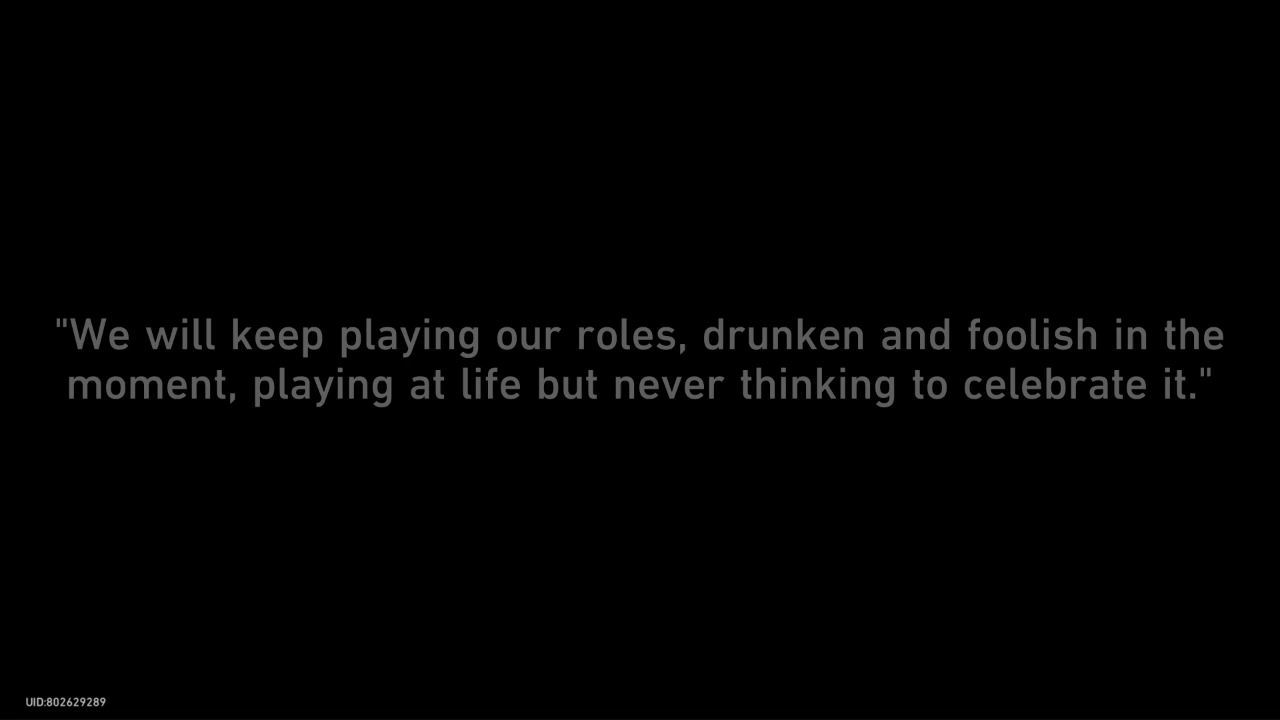 "We will keep playing our roles, drunken and foolish in the
moment, playing at life but never thinking to celebrate it."
UID:802629289